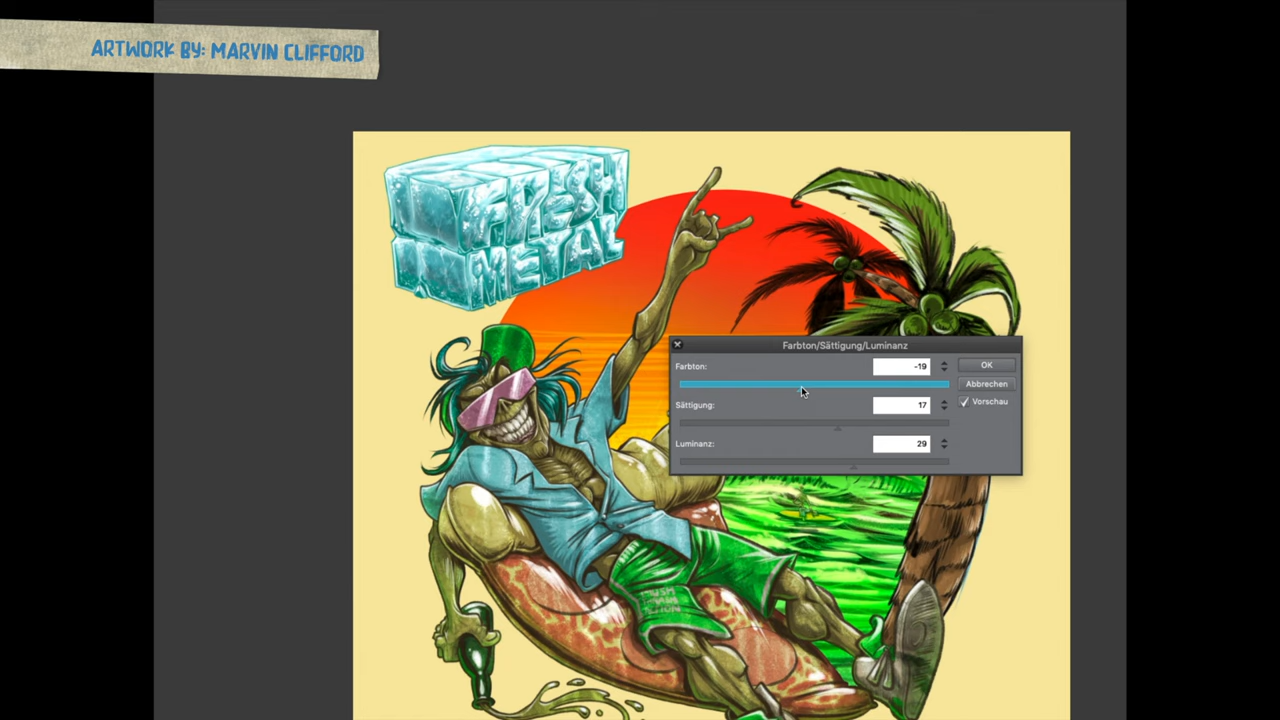 ARTWORK BY: MARVIN CLIFFORD
FRESH
METAL
Farbton/Sättigung/Luminanz
Farbton:
-19
OK
Abbrechen
Vorschau
Sättigung:
17
Luminanz:
29